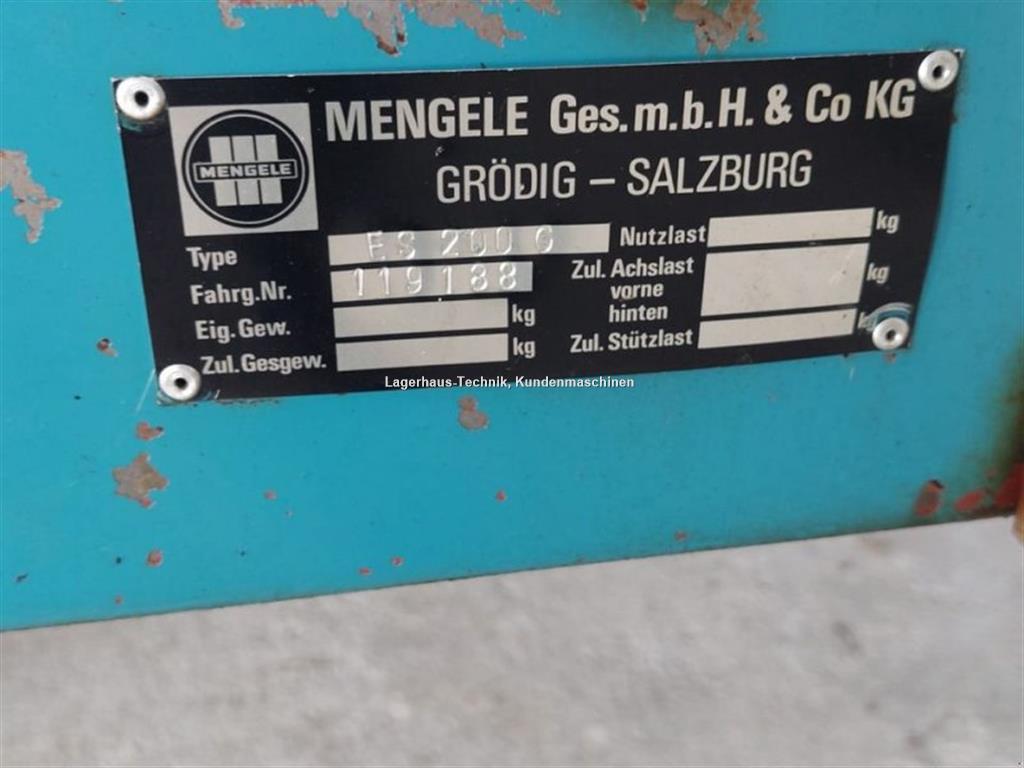 MENGELE
MENGELE Ges.m.b.H. & Co KG
GRÖDIG – SALZBURG
Type ES 200 G
Fahrg.Nr. 119188
Eig.Gew. kg
Zul.Gesgew. kg
Nutzlast kg
Zul. Achslast
vorne kg
hinten
Zul. Stützlast
Lagerhaus-Technik, Kundenmaschinen